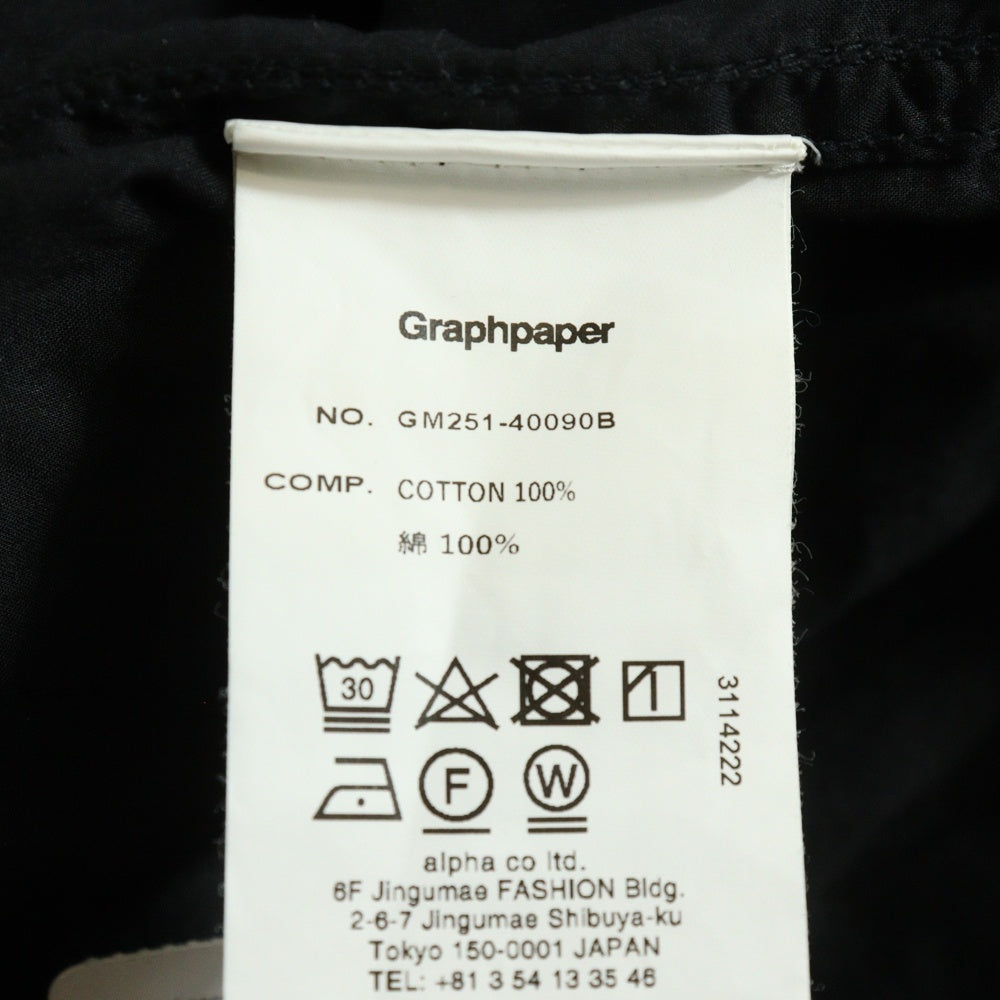 Graphpaper
NO. GM251-40090B
COMP. COTTON 100%
綿 100%
30
3114222
F
W
alpha co ltd.
6F Jingumae FASHION Bldg.
2-6-7 Jingumae Shibuya-ku
Tokyo 150-0001 JAPAN
TEL: +81 3 54 13 35 46